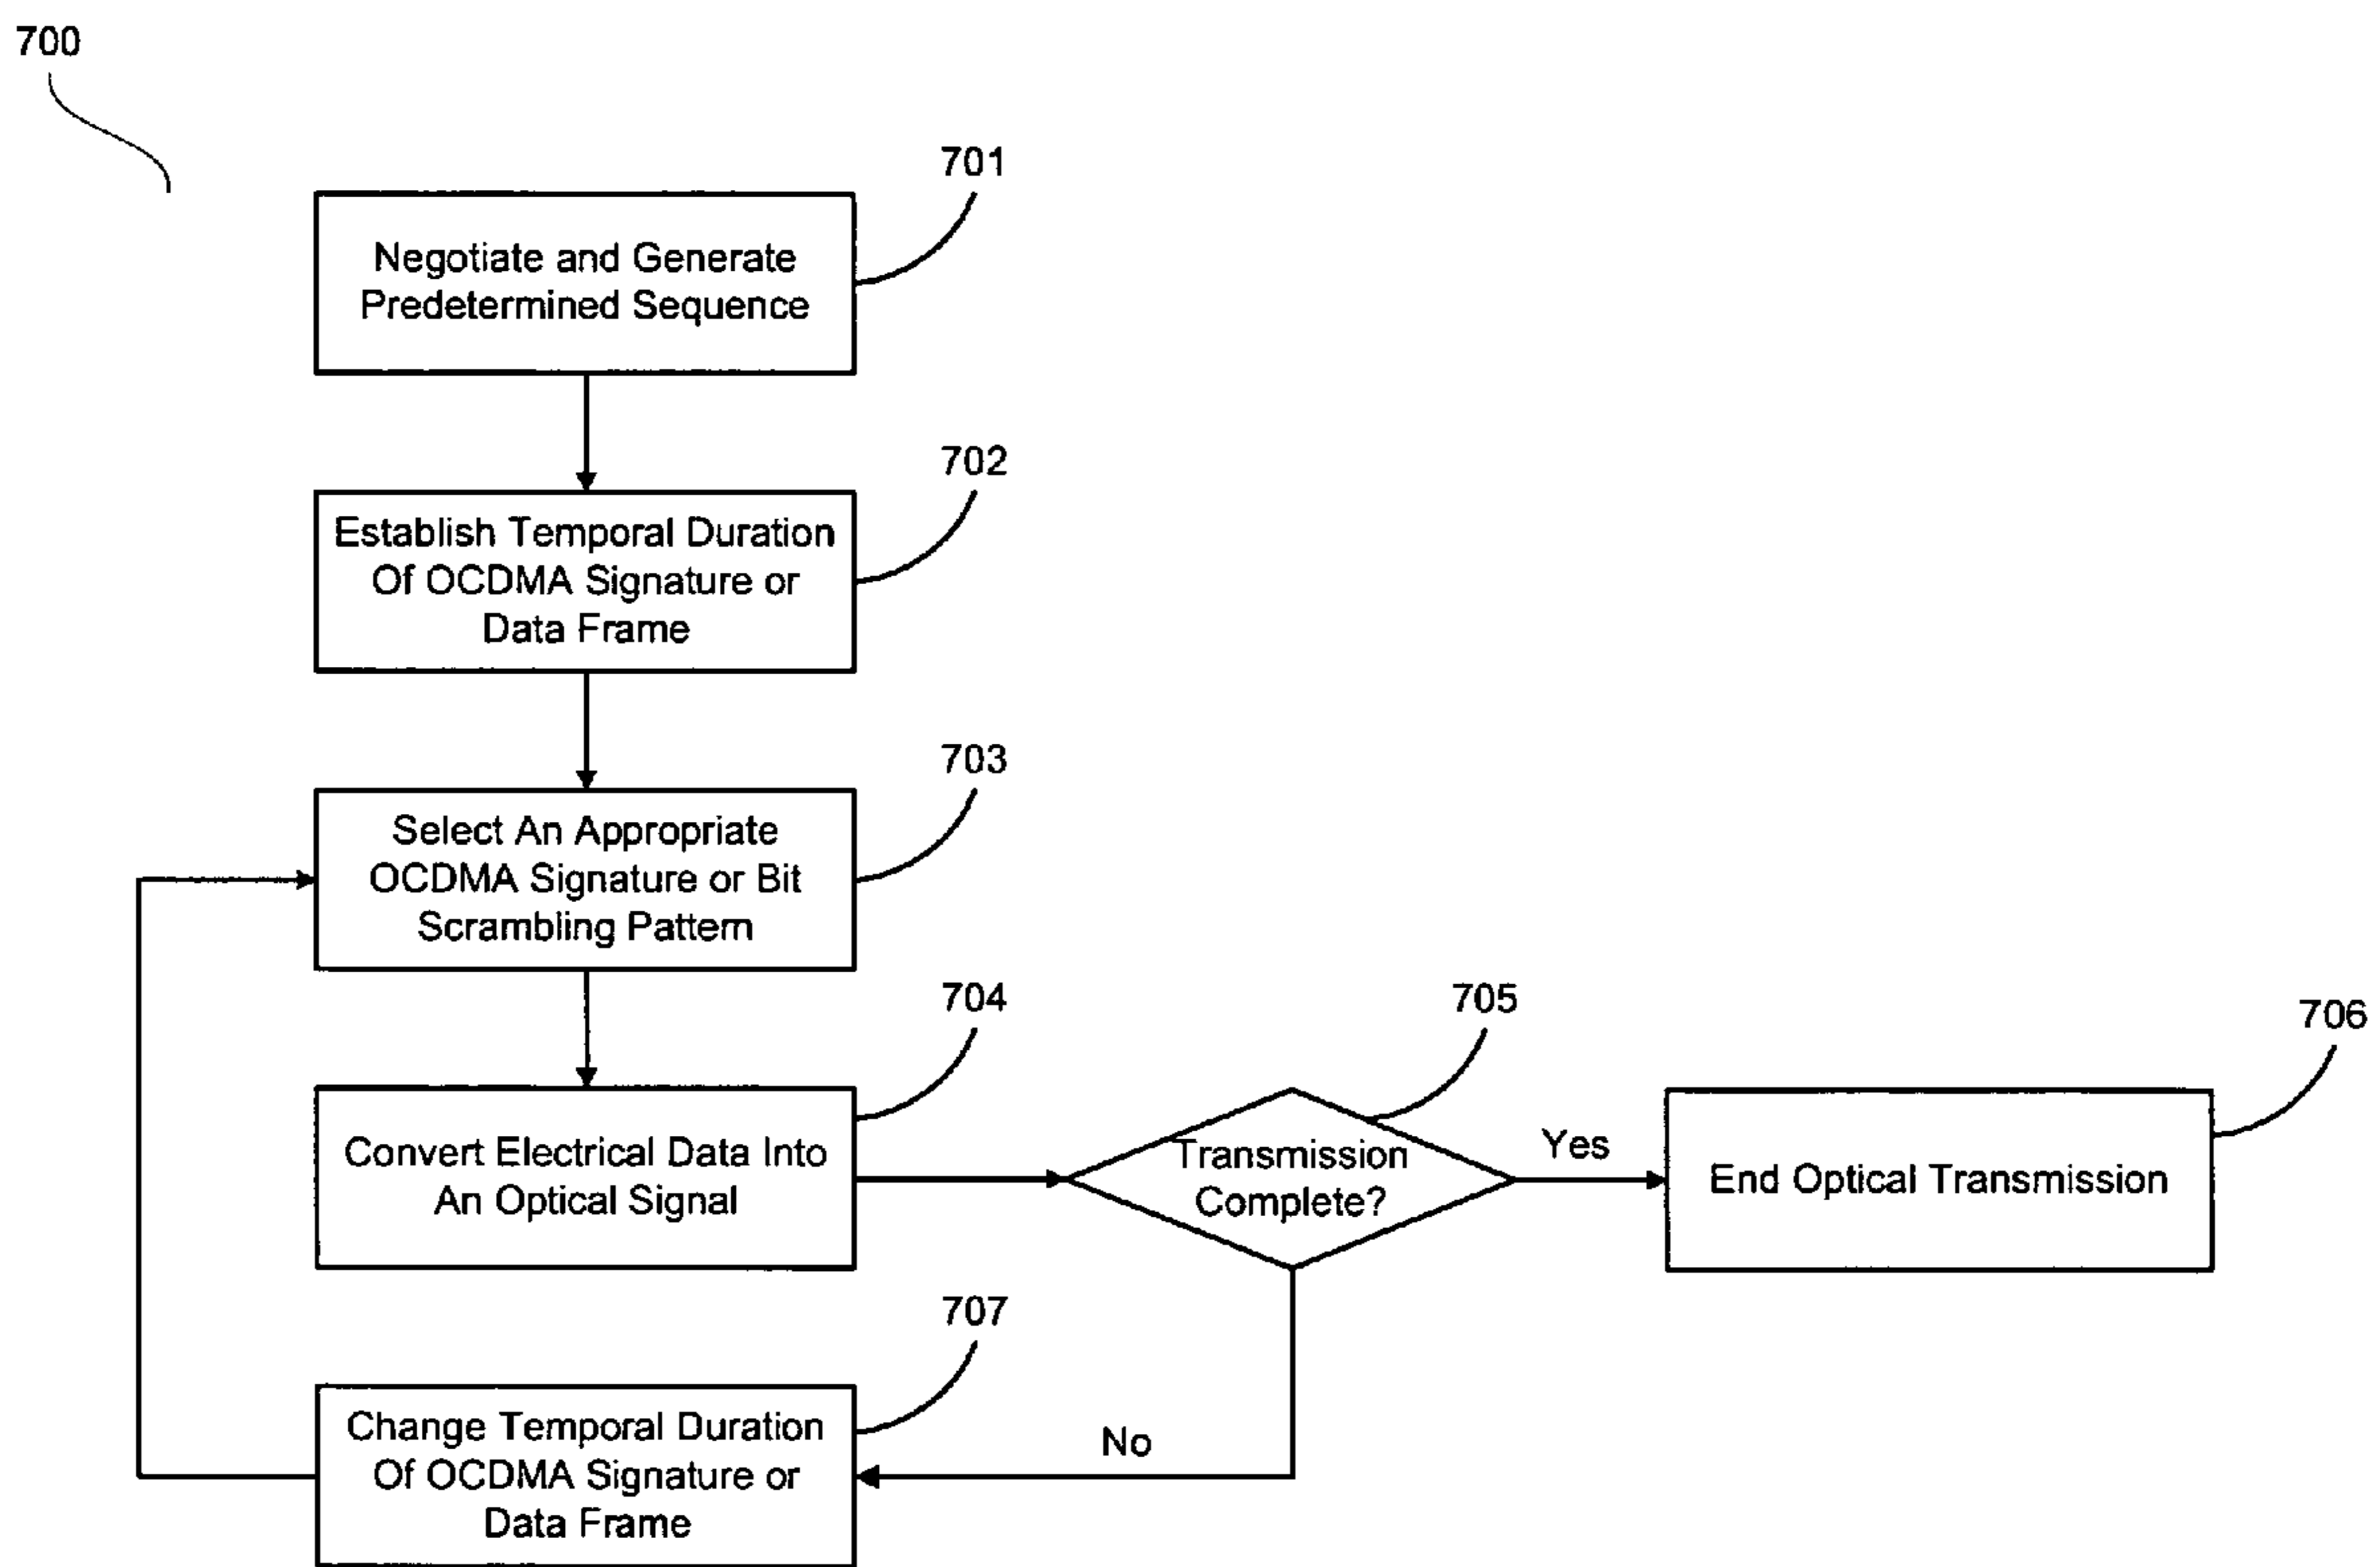 700
701
Negotiate and Generate
Predetermined Sequence
702
Establish Temporal Duration
Of OCDMA Signature or
Data Frame
703
Select An Appropriate
OCDMA Signature or Bit
Scrambling Pattern
704
Convert Electrical Data Into
An Optical Signal
705
Transmission
Complete?
Yes
706
End Optical Transmission
No
707
Change Temporal Duration
Of OCDMA Signature or
Data Frame